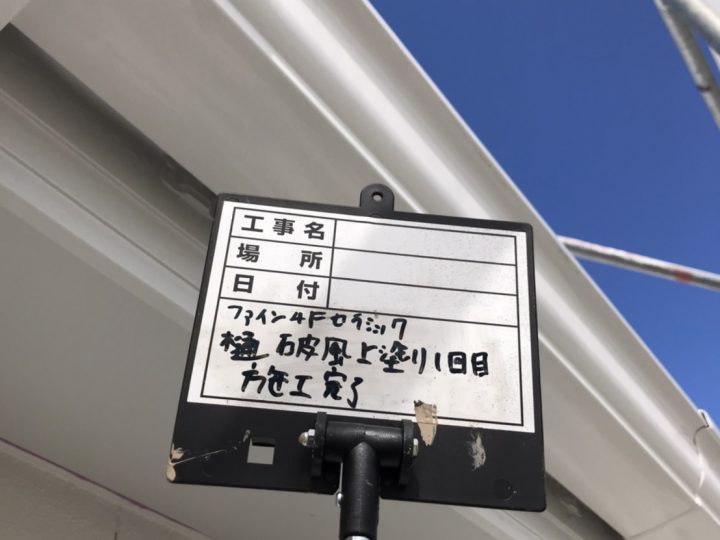 工事名
場所
日付
ファイン4Fセラミック
樋 破風上塗り1回目
施工完了